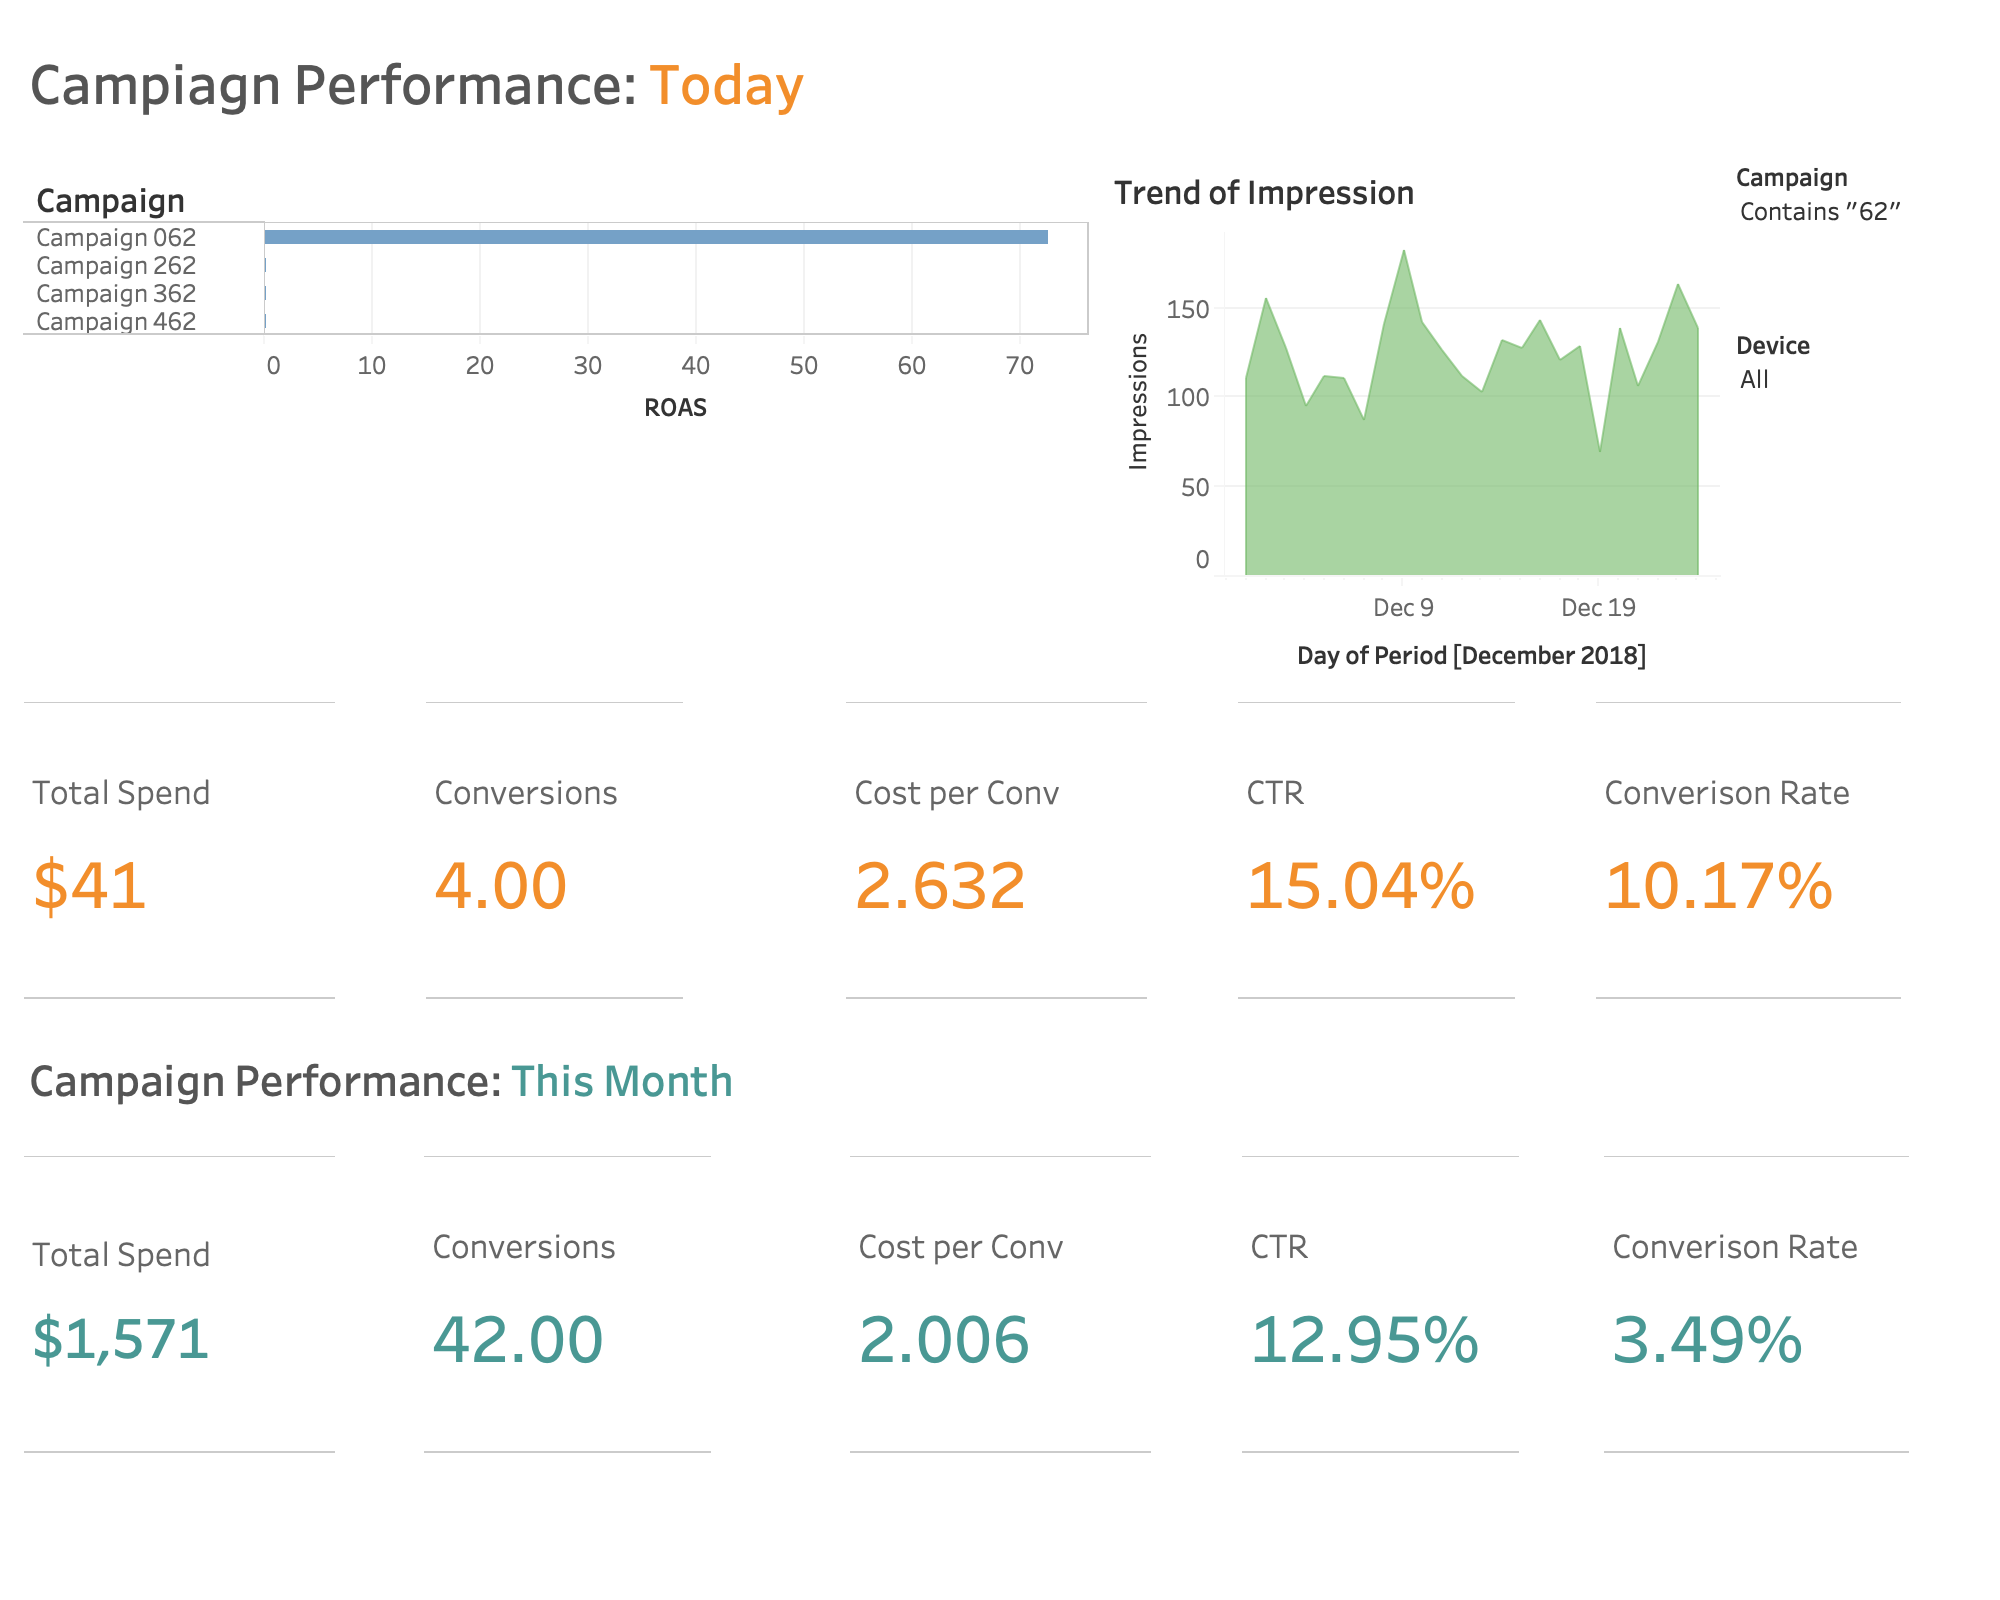 Campiagn Performance: Today
Campaign
Campaign 062
Campaign 262
Campaign 362
Campaign 462
0 10 20 30 40 50 60 70
ROAS
Trend of Impression
Impressions
150
100
50
0
Dec 9 Dec 19
Day of Period [December 2018]
Campaign
Contains "62"
Device
All
Total Spend Conversions Cost per Conv CTR Converison Rate
$41 4.00 2.632 15.04% 10.17%
Campaign Performance: This Month
Total Spend Conversions Cost per Conv CTR Converison Rate
$1,571 42.00 2.006 12.95% 3.49%